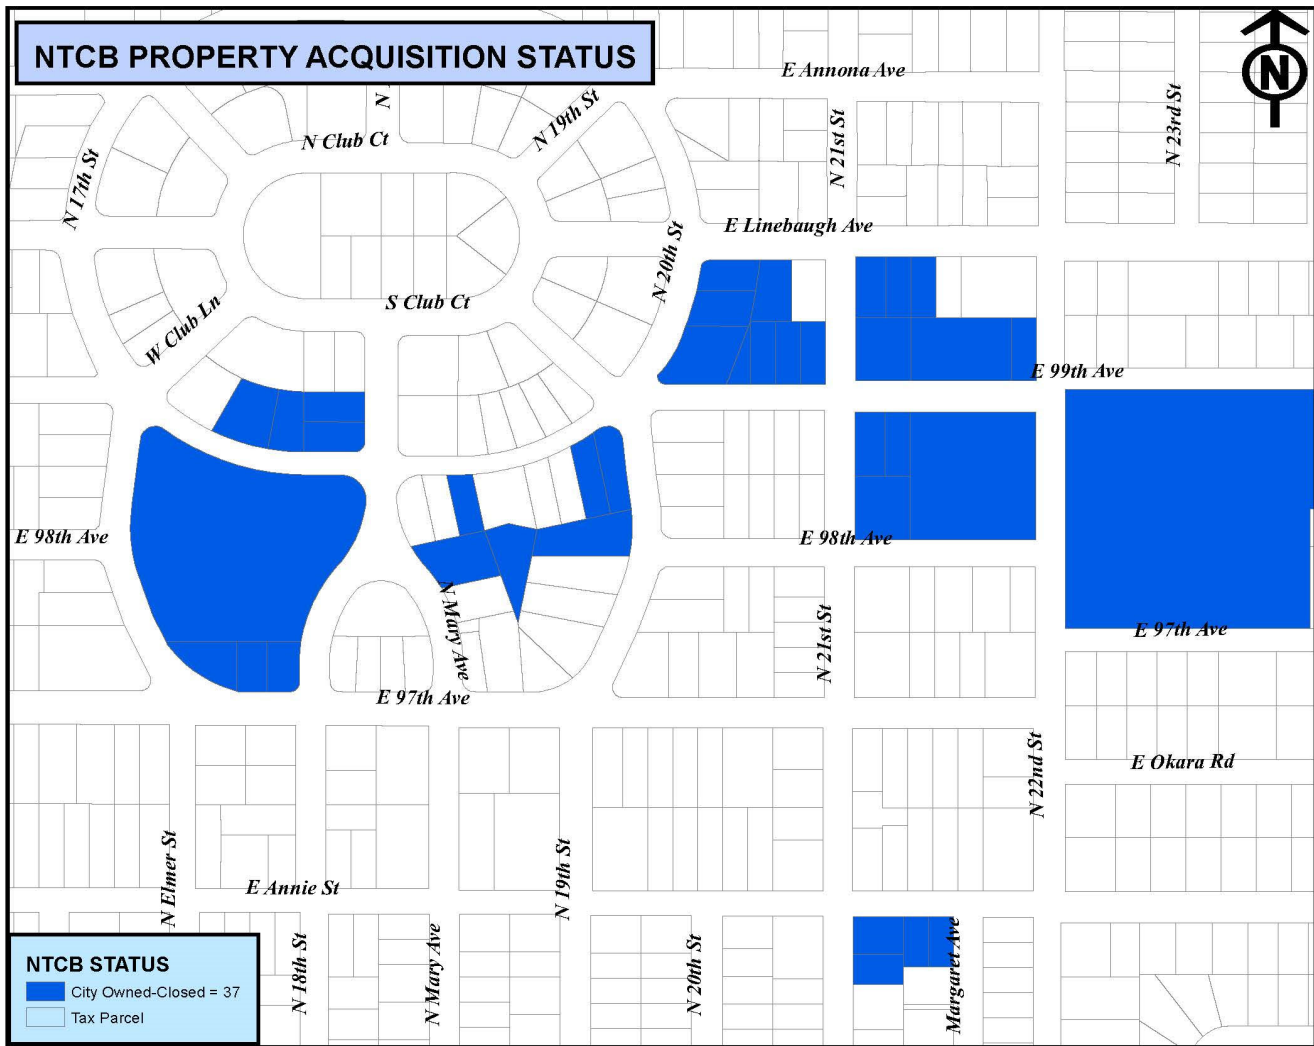 NTCB PROPERTY ACQUISITION STATUS
N
E Annona Ave
N
N 19th St
N Club Ct
N 21st St
N 23rd St
N 17th St
E Linebaugh Ave
N 20th St
S Club Ct
W Club Ln
E 99th Ave
E 98th Ave
E 98th Ave
N Mary Ave
E 97th Ave
N 21st St
E 97th Ave
N 22nd St
E Okara Rd
N Elmer St
E Annie St
N 19th St
N 18th St
N Mary Ave
N 20th St
Margaret Ave
NTCB STATUS
City Owned-Closed = 37
Tax Parcel